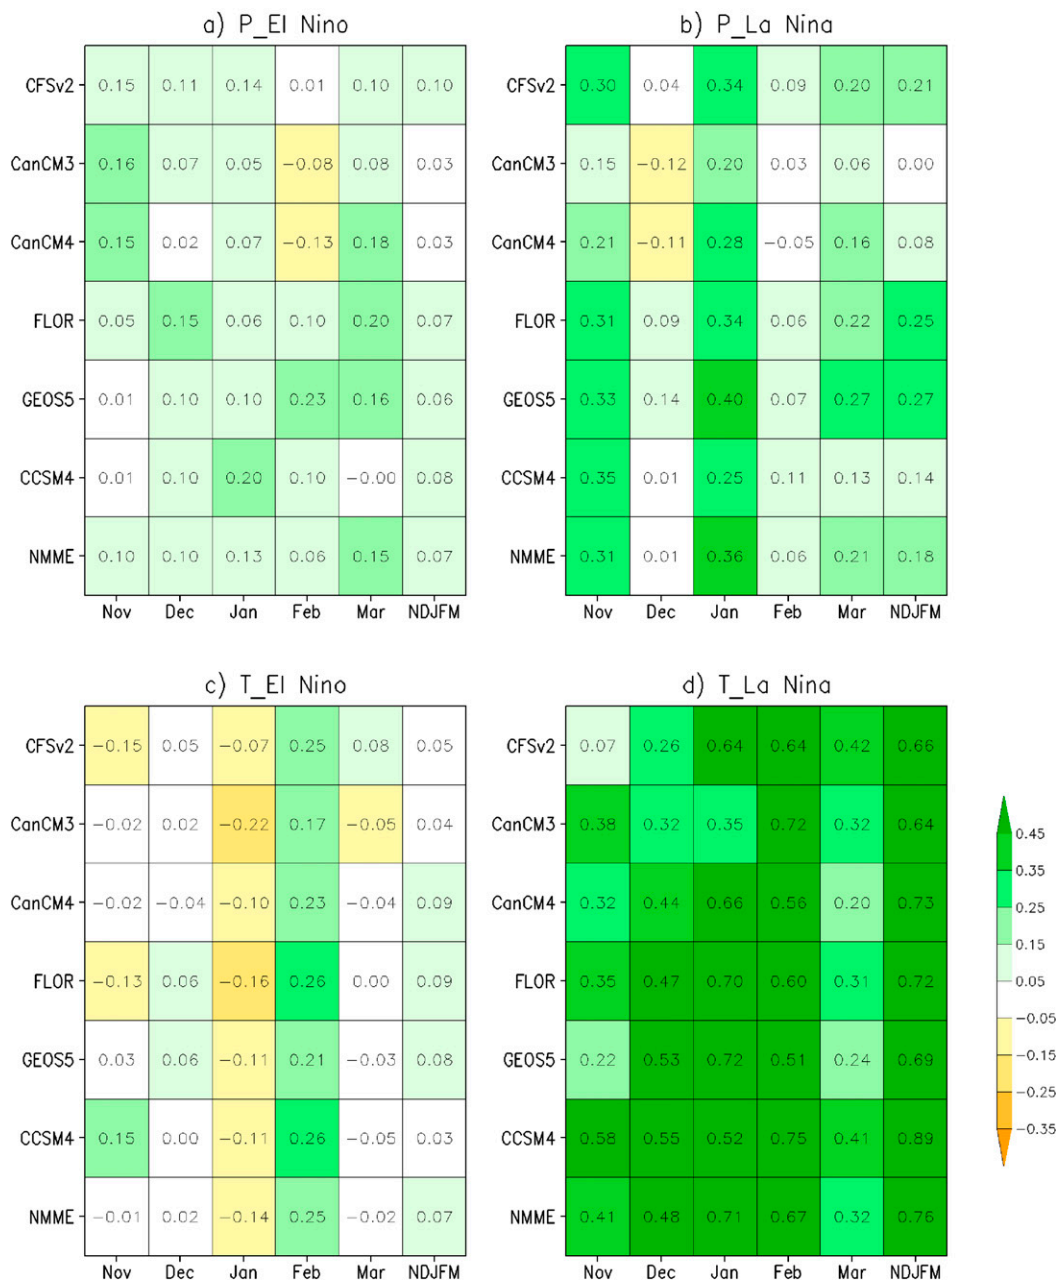 a) P_El Nino
CFSv2 0.15 0.11 0.14 0.01 0.10 0.10
CanCM3 0.16 0.07 0.05 −0.08 0.08 0.03
CanCM4 0.15 0.02 0.07 −0.13 0.18 0.03
FLOR 0.05 0.15 0.06 0.10 0.20 0.07
GEOS5 0.01 0.10 0.10 0.23 0.16 0.06
CCSM4 0.01 0.10 0.20 0.10 −0.00 0.08
NMME 0.10 0.10 0.13 0.06 0.15 0.07
Nov Dec Jan Feb Mar NDJFM
b) P_La Nina
CFSv2 0.30 0.04 0.34 0.09 0.20 0.21
CanCM3 0.15 −0.12 0.20 0.03 0.06 0.00
CanCM4 0.21 −0.11 0.28 −0.05 0.16 0.08
FLOR 0.31 0.09 0.34 0.06 0.22 0.25
GEOS5 0.33 0.14 0.40 0.07 0.27 0.27
CCSM4 0.35 0.01 0.25 0.11 0.13 0.14
NMME 0.31 0.01 0.36 0.06 0.21 0.18
Nov Dec Jan Feb Mar NDJFM
c) T_El Nino
CFSv2 −0.15 0.05 −0.07 0.25 0.08 0.05
CanCM3 −0.02 0.02 −0.22 0.17 −0.05 0.04
CanCM4 −0.02 −0.04 −0.10 0.23 −0.04 0.09
FLOR −0.13 0.06 −0.16 0.26 0.00 0.09
GEOS5 0.03 0.06 −0.11 0.21 −0.03 0.08
CCSM4 0.15 0.00 −0.11 0.26 −0.05 0.03
NMME −0.01 0.02 −0.14 0.25 −0.02 0.07
Nov Dec Jan Feb Mar NDJFM
d) T_La Nina
CFSv2 0.07 0.26 0.64 0.64 0.42 0.66
CanCM3 0.38 0.32 0.35 0.72 0.32 0.64
CanCM4 0.32 0.44 0.66 0.56 0.20 0.73
FLOR 0.35 0.47 0.70 0.60 0.31 0.72
GEOS5 0.22 0.53 0.72 0.51 0.24 0.69
CCSM4 0.58 0.55 0.52 0.75 0.41 0.89
NMME 0.41 0.48 0.71 0.67 0.32 0.76
Nov Dec Jan Feb Mar NDJFM
0.45
0.35
0.25
0.15
0.05
−0.05
−0.15
−0.25
−0.35